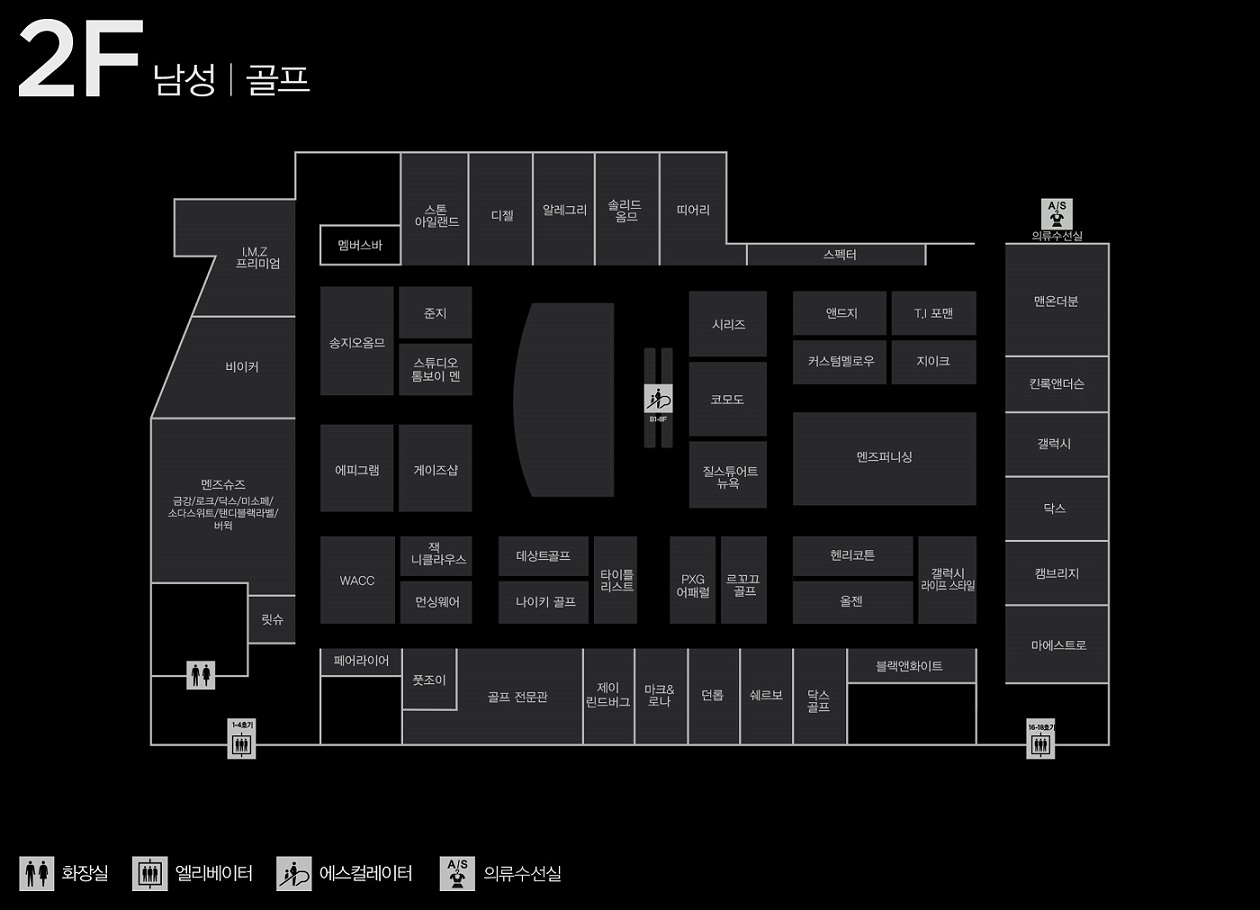 2F 남성 | 골프
스톤
아일랜드
디젤
알레그리
솔리드
옴므
띠어리
A/S
의류수선실
I.M.Z
프리미엄
멤버스바
스펙터
맨온더분
송지오옴므
준지
스튜디오
톰보이 멘
시리즈
앤드지
T.I 포맨
커스텀멜로우
지이크
비이커
코모도
B1-8F
킨록앤더슨
갤럭시
에피그램
게이즈샵
질스튜어트
뉴욕
멘즈퍼니싱
멘즈슈즈
금강/로크/닥스/미소페/
소다스위트/탠디블랙라벨/
버윅
닥스
WACC
잭
니클라우스
먼싱웨어
데상트골프
나이키 골프
타이틀
리스트
PXG
어패럴
르꼬끄
골프
헨리코튼
올젠
갤럭시
라이프 스타일
캠브리지
릿슈
마에스트로
페어라이어
풋조이
골프 전문관
제이
린드버그
마크&
로나
던롭
쉐르보
닥스
골프
블랙앤화이트
1-4호기
16-18호기
화장실
엘리베이터
에스컬레이터
A/S
의류수선실